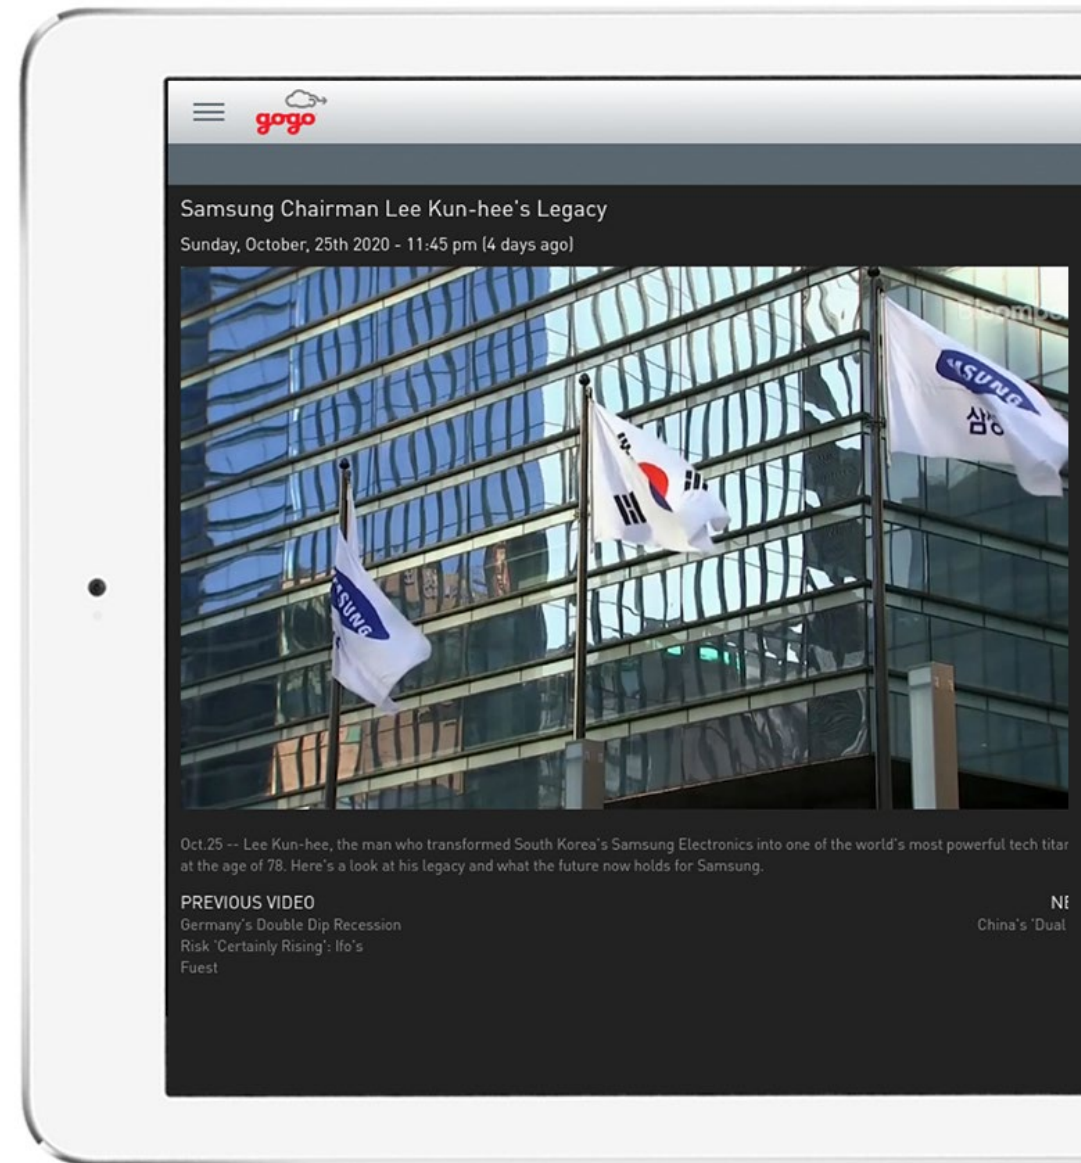 gogo
Samsung Chairman Lee Kun-hee's Legacy
Sunday, October, 25th 2020 - 11:45 pm (4 days ago)
Bloombe
SUNG
삼성
SUNG
Oct.25 -- Lee Kun-hee, the man who transformed South Korea's Samsung Electronics into one of the world's most powerful tech titan
at the age of 78. Here's a look at his legacy and what the future now holds for Samsung.
PREVIOUS VIDEO
NE
Germany's Double Dip Recession
China's 'Dual
Risk 'Certainly Rising': Ifo's
Fuest